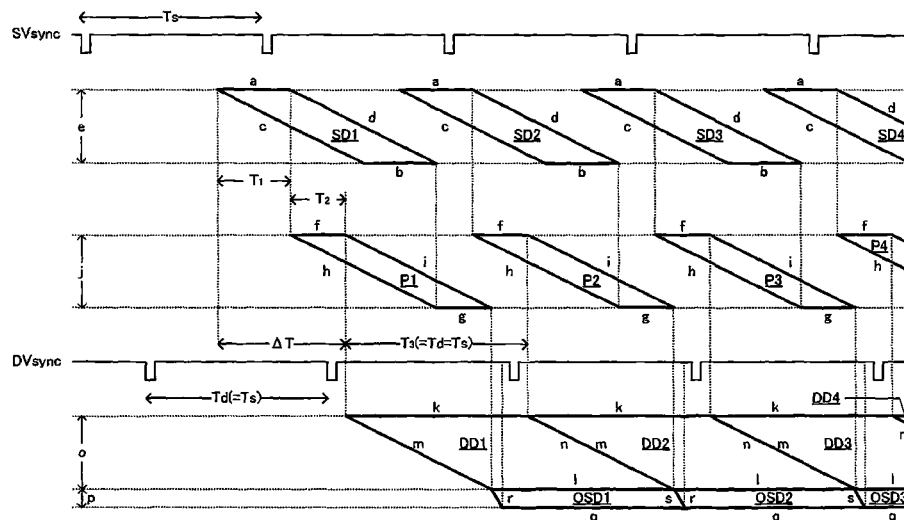 Ts
SVsync
a a a a
d d d d
e c SD1 c SD2 c SD3 c SD4
b b b
T1
T2
f f f f
P4
h i h i h i h
j P1 P2 P3
g g g
ΔT T3(=Td=Ts)
DVsync
Td(=Ts)
DD4
k k k
n
o m DD1 n m DD2 n m DD3
l l l
p r OSD1 s r OSD2 s OSD3
q q q